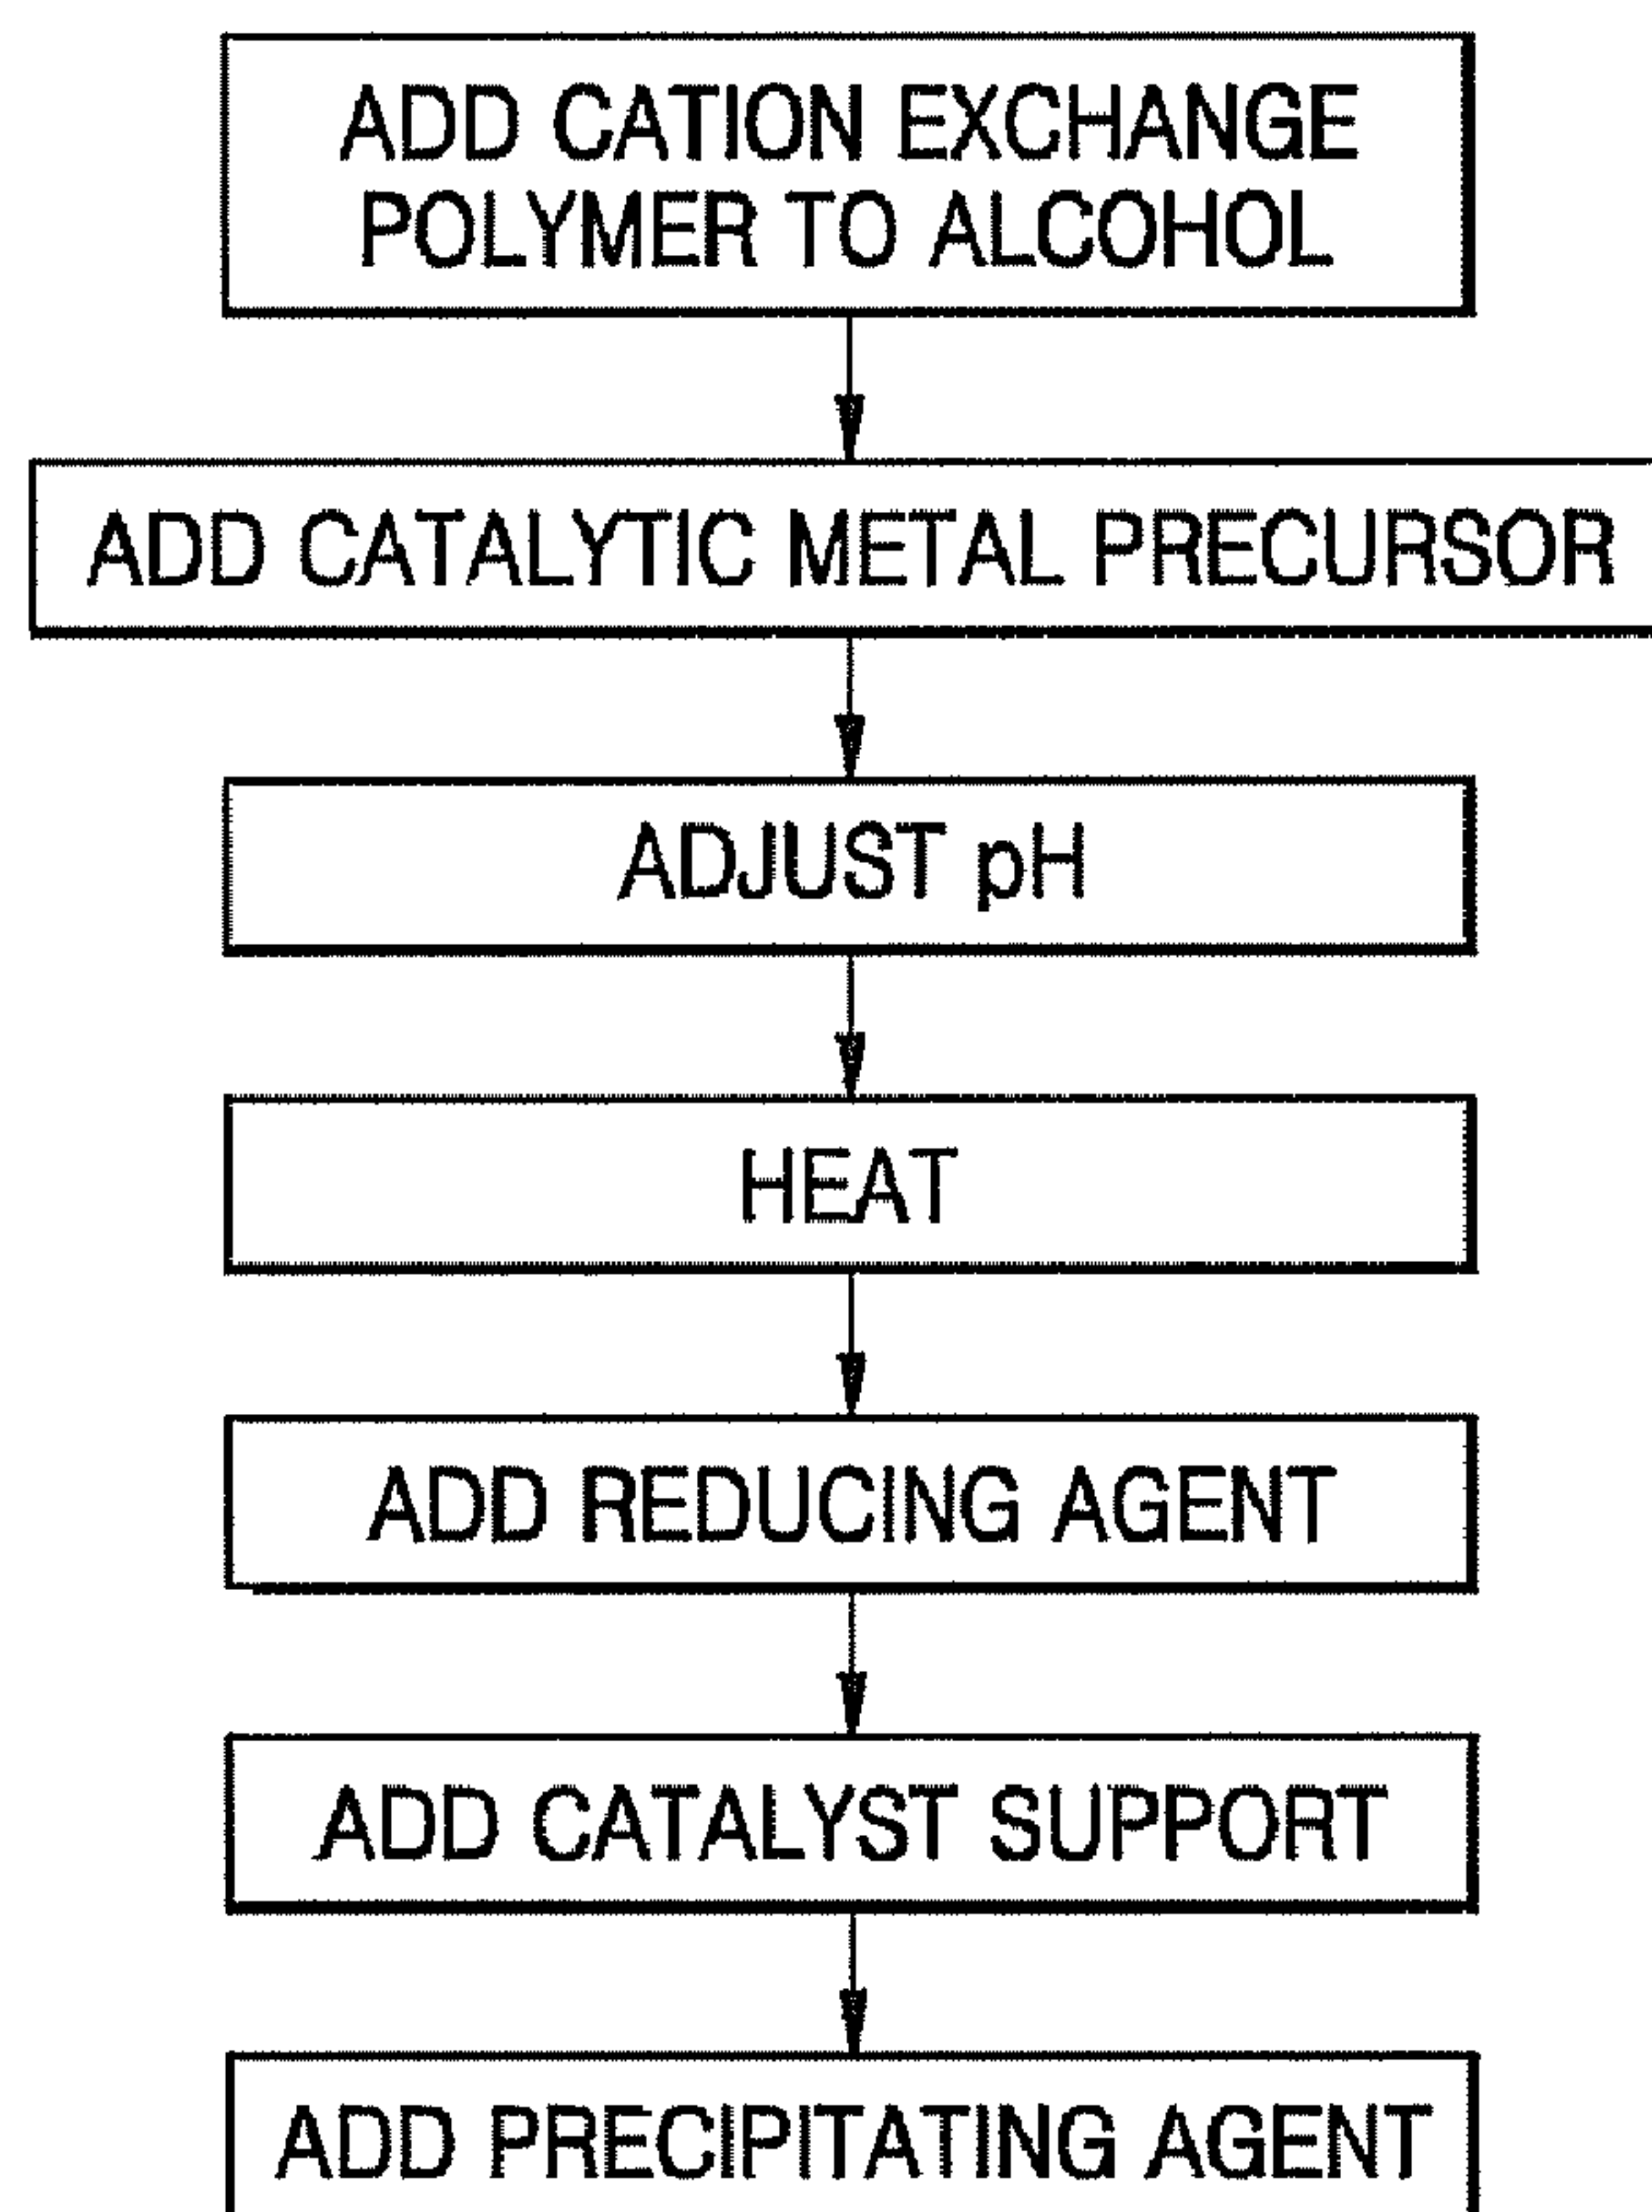 ADD CATION EXCHANGE
POLYMER TO ALCOHOL
ADD CATALYTIC METAL PRECURSOR
ADJUST pH
HEAT
ADD REDUCING AGENT
ADD CATALYST SUPPORT
ADD PRECIPITATING AGENT